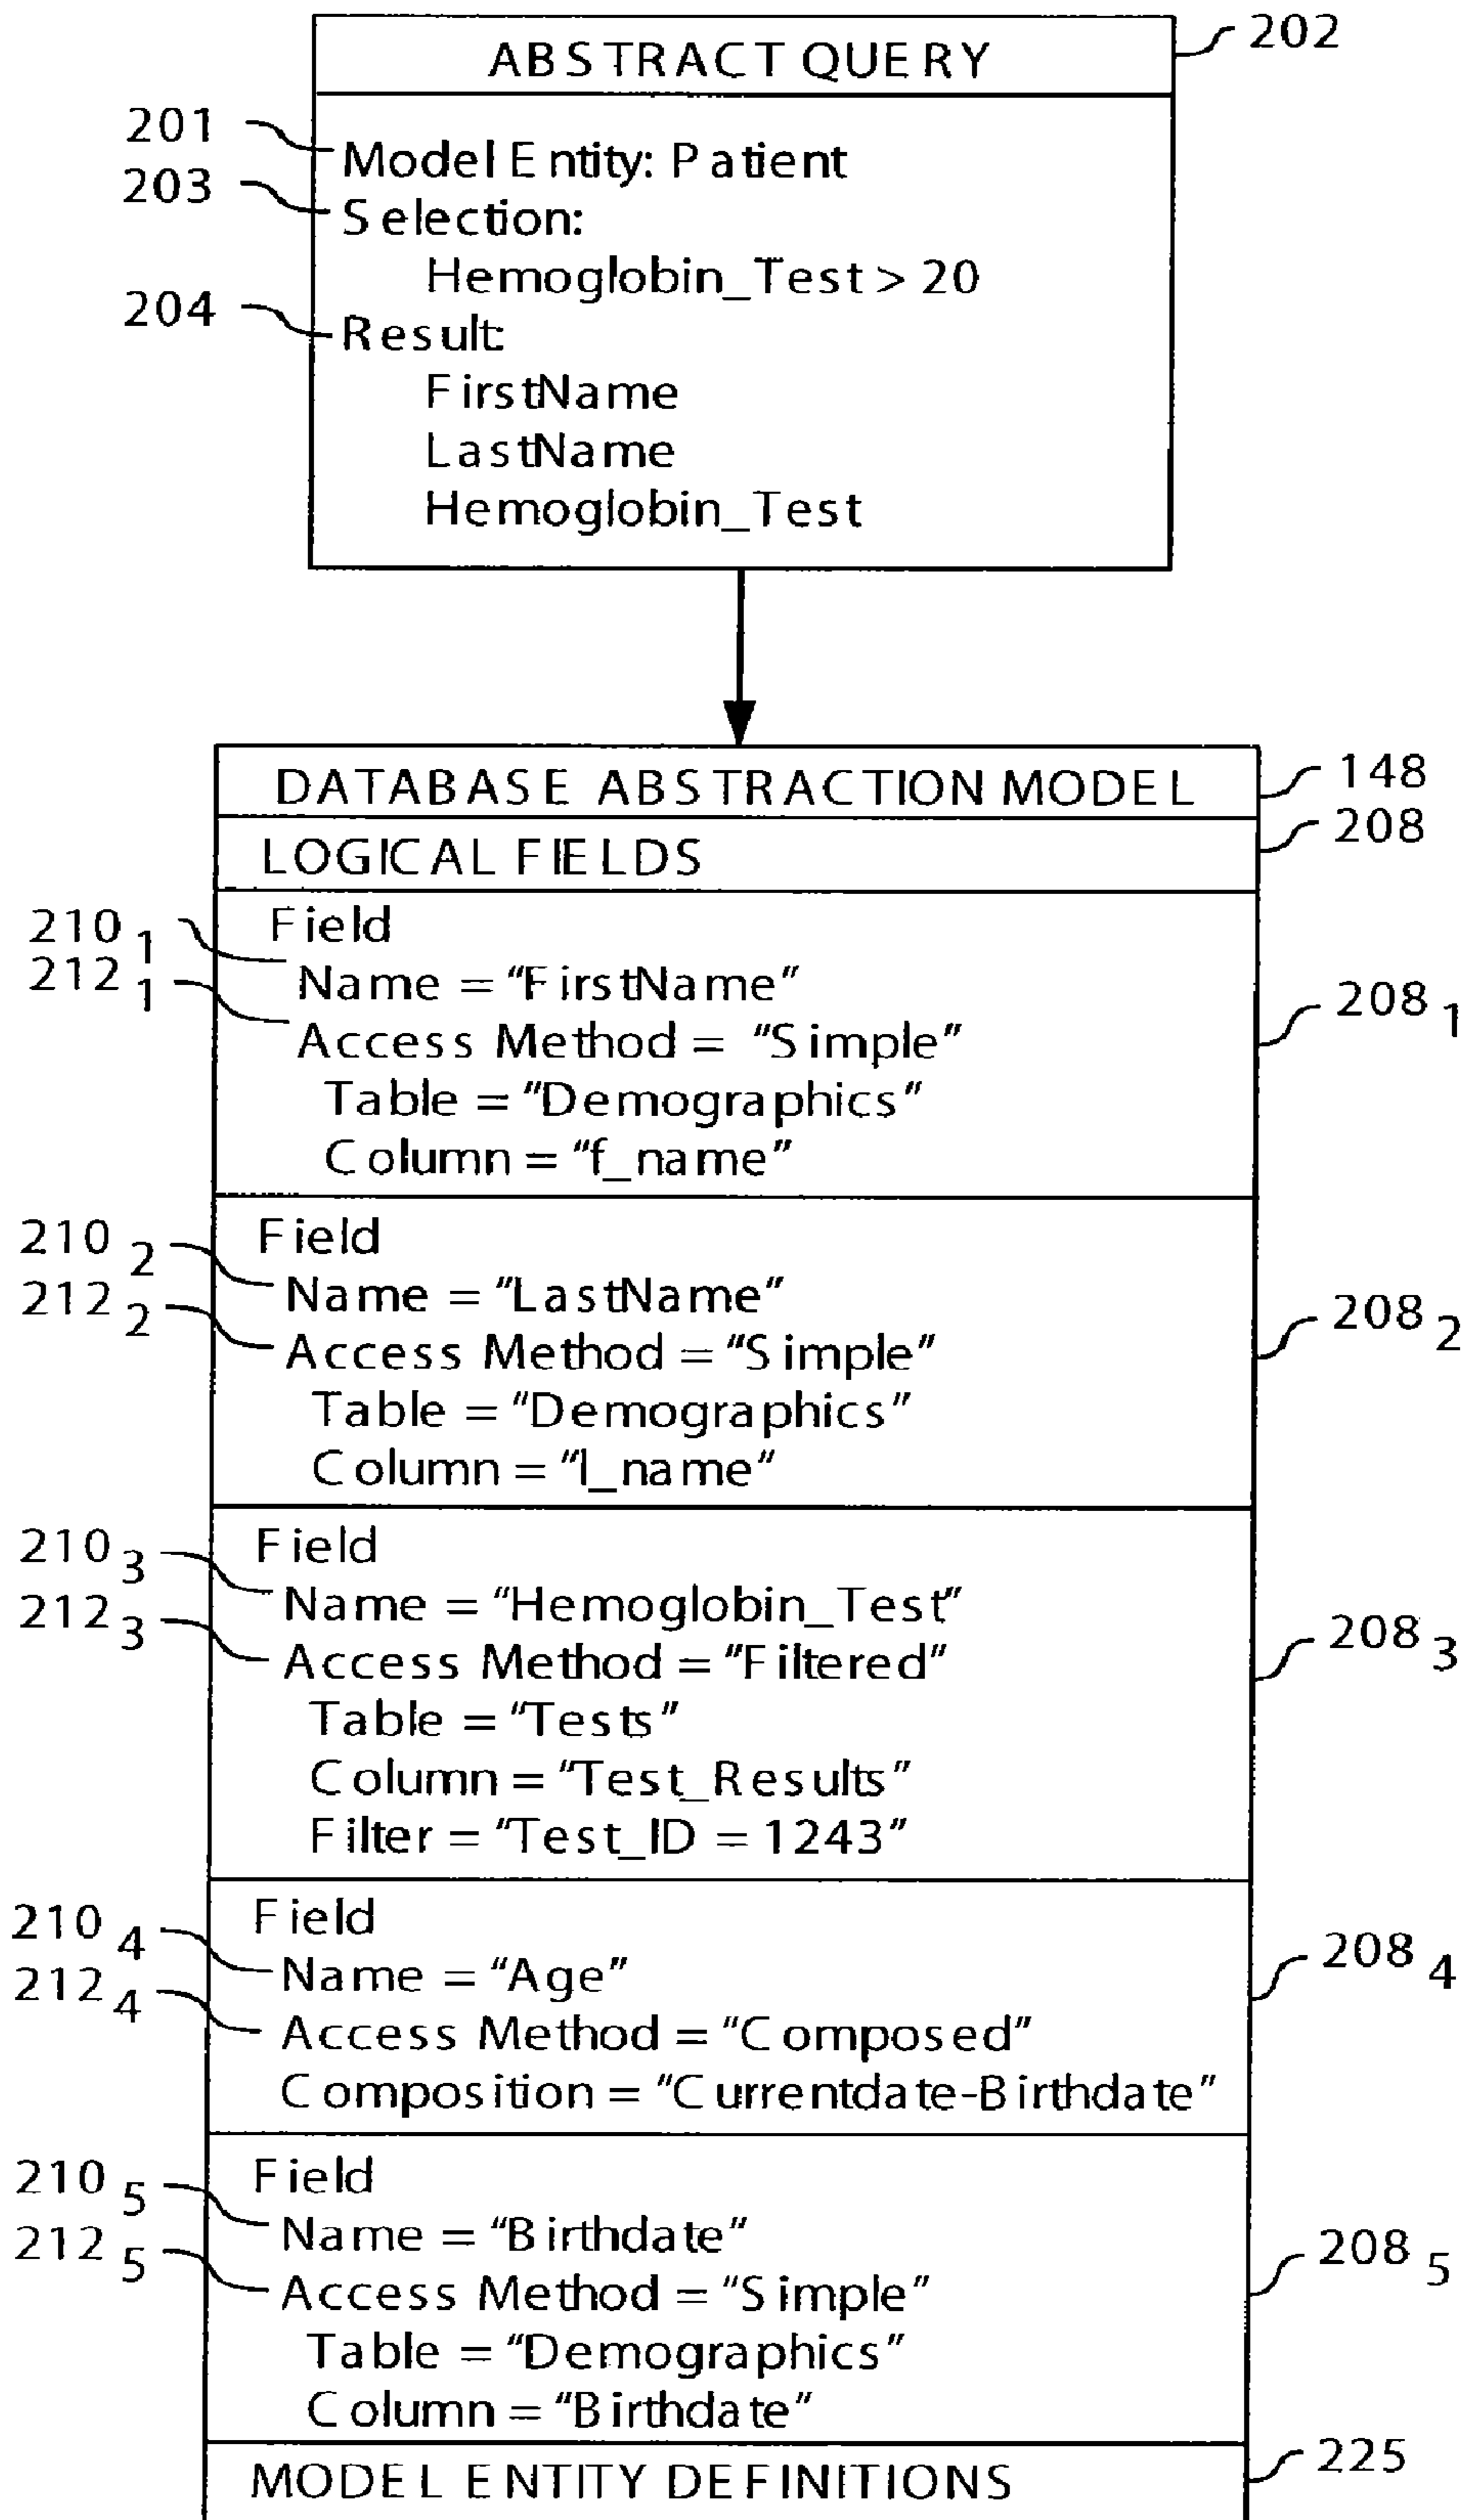 ABSTRACT QUERY 202
201 Model Entity: Patient
203 Selection:
Hemoglobin_Test > 20
204 Result:
FirstName
LastName
Hemoglobin_Test
DATABASE ABSTRACTION MODEL 148
LOGICAL FIELDS 208
Field
210 1 Name = "FirstName"
212 1 Access Method = "Simple" 208 1
Table = "Demographics"
Column = "f_name"
Field
210 2 Name = "LastName"
212 2 Access Method = "Simple" 208 2
Table = "Demographics"
Column = "l_name"
Field
210 3 Name = "Hemoglobin_Test"
212 3 Access Method = "Filtered" 208 3
Table = "Tests"
Column = "Test_Results"
Filter = "Test_ID = 1243"
Field
210 4 Name = "Age" 208 4
212 4 Access Method = "Composed"
Composition = "Currentdate-Birthdate"
Field
210 5 Name = "Birthdate"
212 5 Access Method = "Simple" 208 5
Table = "Demographics"
Column = "Birthdate"
MODEL ENTITY DEFINITIONS 225